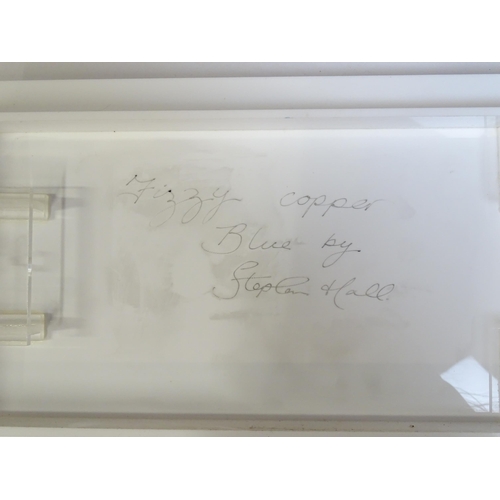 Fizzy copper
Blue by
Stephen Hall.